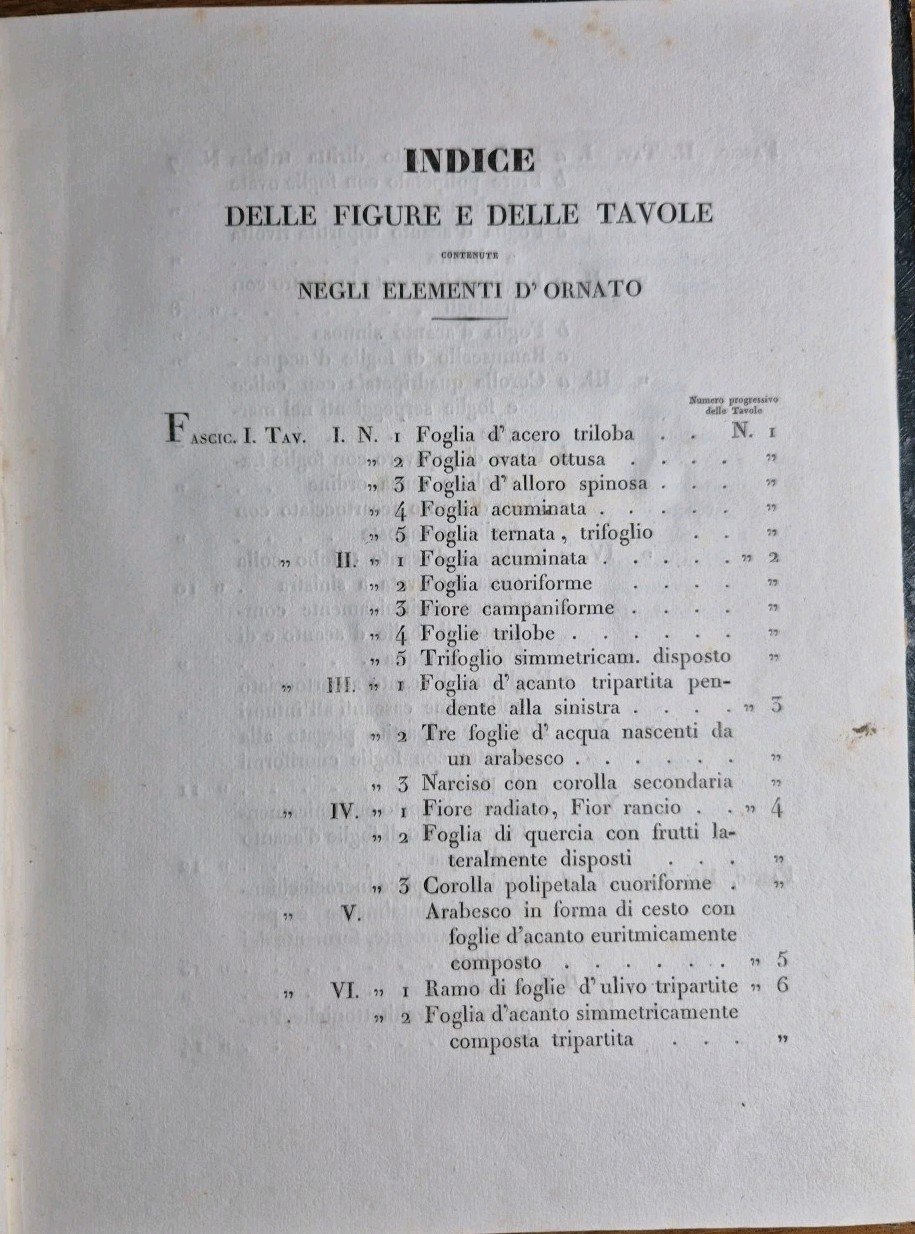 INDICE
DELLE FIGURE E DELLE TAVOLE
CONTENUTE
NEGLI ELEMENTI D' ORNATO
Numero progressivo
delle Tavole
FASCIC. I. TAV. I. N. 1 Foglia d' acero triloba . . N. 1
„ 2 Foglia ovata ottusa . . . . „
„ 3 Foglia d' alloro spinosa . . . „
„ 4 Foglia acuminata . . . . . „
„ 5 Foglia ternata , trifoglio . . „
„ II. „ 1 Foglia acuminata . . . . „ 2
„ 2 Foglia cuoriforme . . . . „
„ 3 Fiore campaniforme . . . . „
„ 4 Foglie trilobe . . . . . . „
„ 5 Trifoglio simmetricam. disposto „
„ III. „ 1 Foglia d' acanto tripartita pen-
dente alla sinistra . . . . „ 3
„ 2 Tre foglie d' acqua nascenti da
un arabesco . . . . . . „
„ 3 Narciso con corolla secondaria „
„ IV. „ 1 Fiore radiato, Fior rancio . . „ 4
„ 2 Foglia di quercia con frutti la-
teralmente disposti . . . „
„ 3 Corolla polipetala cuoriforme . „
„ V. Arabesco in forma di cesto con
foglie d'acanto euritmicamente
composto . . . . . . „ 5
„ VI. „ 1 Ramo di foglie d' ulivo tripartite „ 6
„ 2 Foglia d'acanto simmetricamente
composta tripartita . . . „